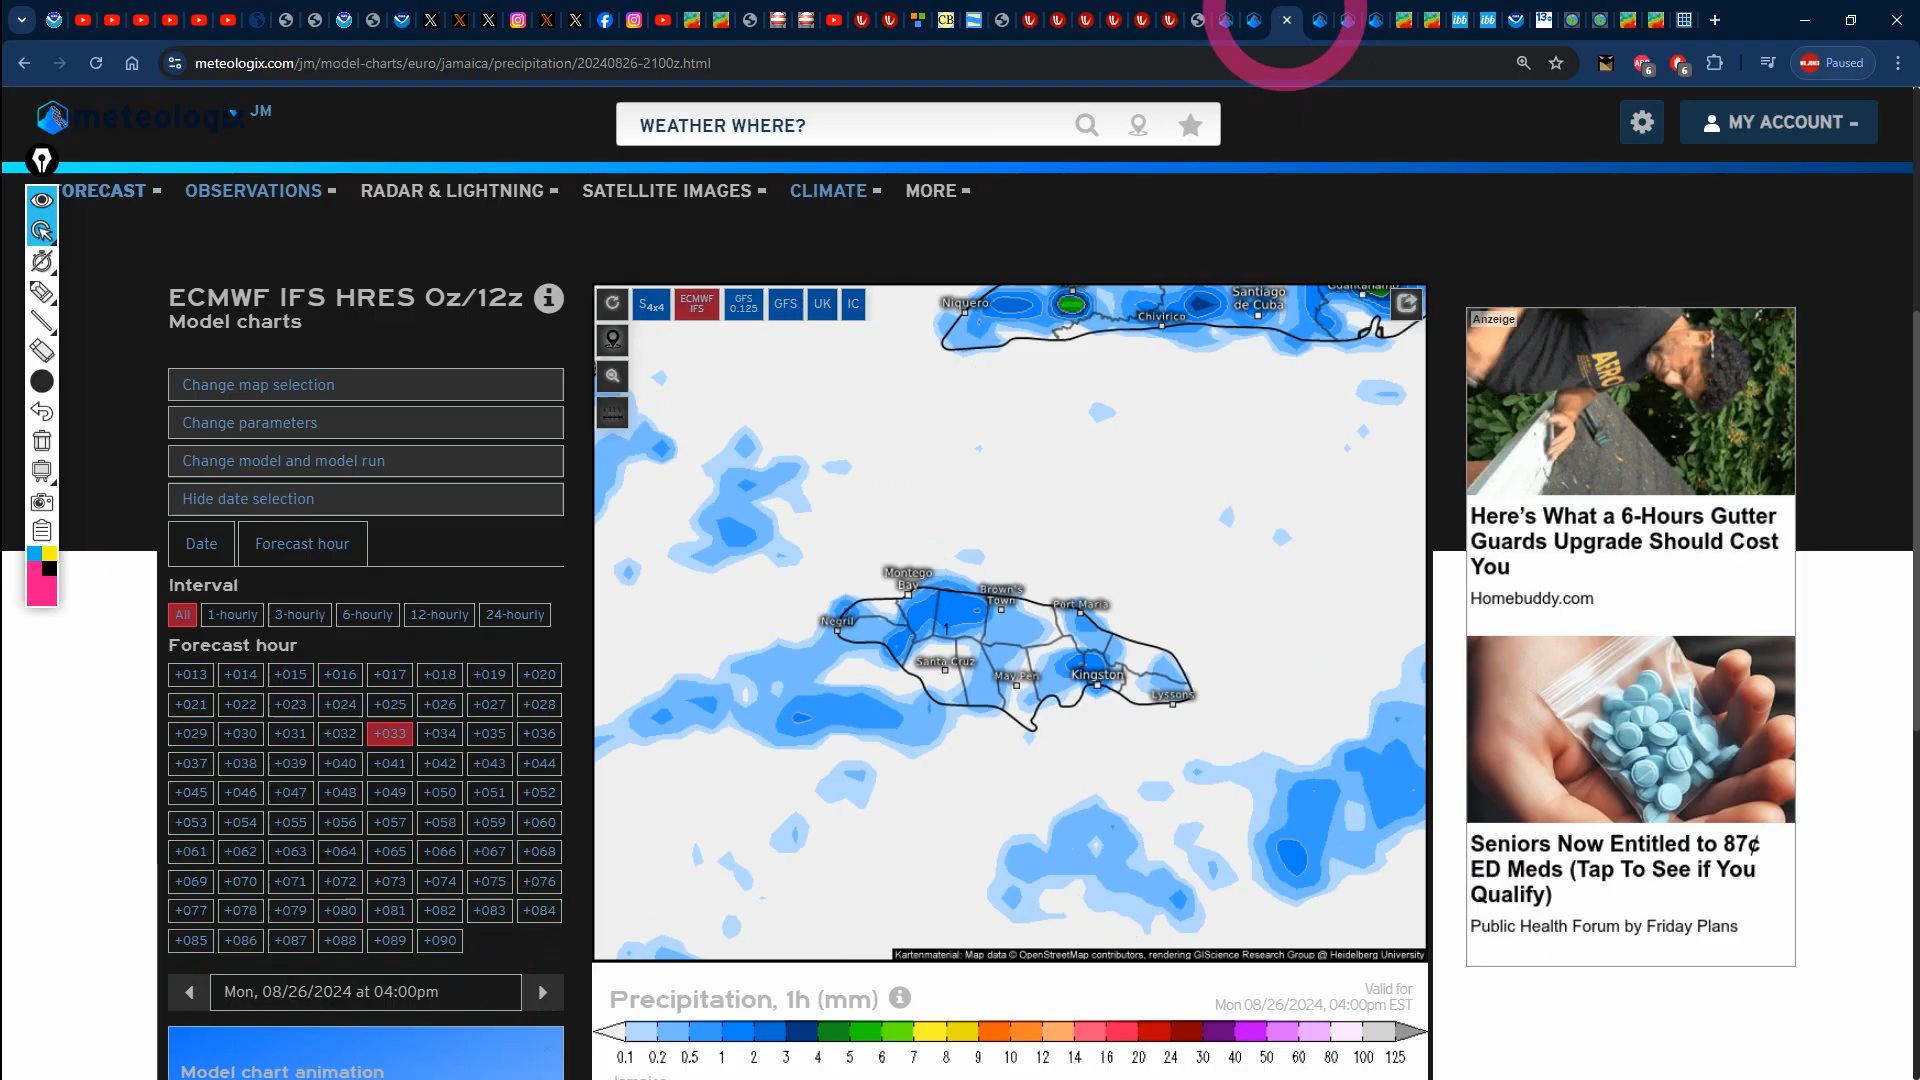 meteologix.com/jm/model-charts/euro/jamaica/precipitation/20240826-2100z.html
6
6
Paused
meteologix JM
WEATHER WHERE?
MY ACCOUNT
FORECAST
OBSERVATIONS
RADAR & LIGHTNING
SATELLITE IMAGES
CLIMATE
MORE
ECMWF IFS HRES 0z/12z
Model charts
Change map selection
Change parameters
Change model and model run
Hide date selection
Date
Forecast hour
Interval
All 1-hourly 3-hourly 6-hourly 12-hourly 24-hourly
Forecast hour
+013 +014 +015 +016 +017 +018 +019 +020
+021 +022 +023 +024 +025 +026 +027 +028
+029 +030 +031 +032 +033 +034 +035 +036
+037 +038 +039 +040 +041 +042 +043 +044
+045 +046 +047 +048 +049 +050 +051 +052
+053 +054 +055 +056 +057 +058 +059 +060
+061 +062 +063 +064 +065 +066 +067 +068
+069 +070 +071 +072 +073 +074 +075 +076
+077 +078 +079 +080 +081 +082 +083 +084
+085 +086 +087 +088 +089 +090
Mon, 08/26/2024 at 04:00pm
Model chart animation
S4x4
ECMWF
IFS
GFS
0.125
GFS
UK
IC
Niquero
Chivirico
Santiago
de Cuba
Guantanamo
Montego
Bay
Brown's
Town
Port Maria
Negril
1
Santa Cruz
May Pen
Kingston
Lyssons
Kartenmaterial: Map data © OpenStreetMap contributors, rendering GIScience Research Group @ Heidelberg University
Precipitation, 1h (mm)
Valid for
Mon 08/26/2024, 04:00pm EST
0.1 0.2 0.5 1 2 3 4 5 6 7 8 9 10 12 14 16 20 24 30 40 50 60 80 100 125
Anzeige
AERO
Here's What a 6-Hours Gutter
Guards Upgrade Should Cost
You
Homebuddy.com
Seniors Now Entitled to 87¢
ED Meds (Tap To See if You
Qualify)
Public Health Forum by Friday Plans